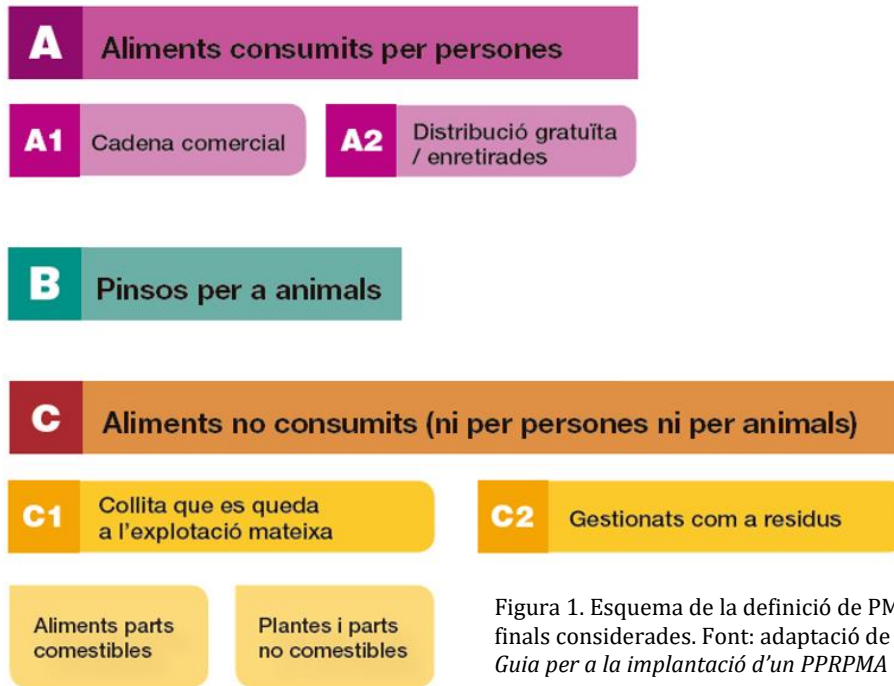 A Aliments consumits per persones
A1 Cadena comercial
A2 Distribució gratuïta
/ enretirades
B Pinsos per a animals
C Aliments no consumits (ni per persones ni per animals)
C1 Collita que es queda
a l'explotació mateixa
C2 Gestionats com a residus
Aliments parts
comestibles
Plantes i parts
no comestibles
Figura 1. Esquema de la definició de
finals considerades. Font: adaptació de
Guia per a la implantació d'un PPRPMA